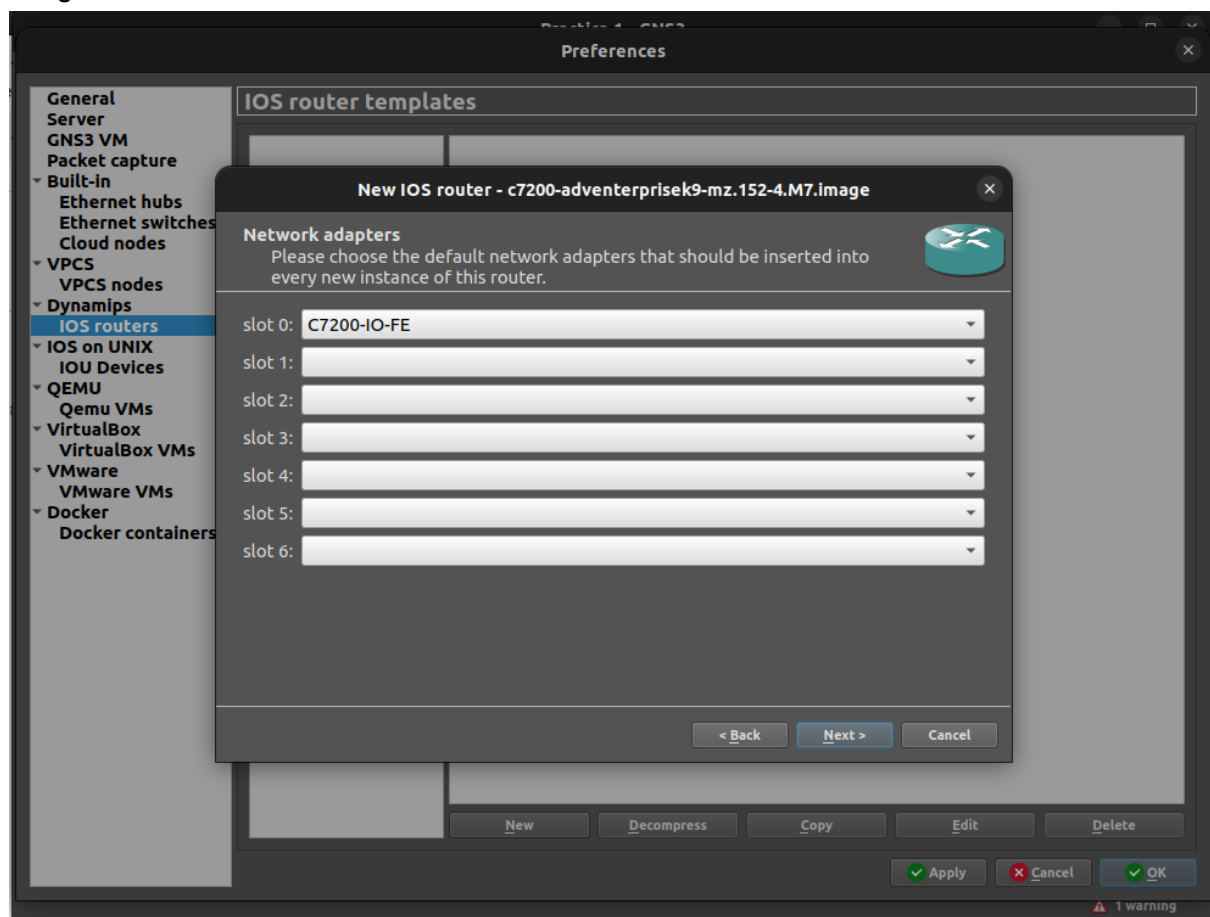 Preferences
General
Server
GNS3 VM
Packet capture
Built-in
Ethernet hubs
Ethernet switches
Cloud nodes
VPCS
VPCS nodes
Dynamips
IOS routers
IOS on UNIX
IOU Devices
QEMU
Qemu VMs
VirtualBox
VirtualBox VMs
VMware
VMware VMs
Docker
Docker containers
IOS router templates
New IOS router - c7200-adventerprisek9-mz.152-4.M7.image
Network adapters
Please choose the default network adapters that should be inserted into
every new instance of this router.
slot 0: C7200-IO-FE
slot 1:
slot 2:
slot 3:
slot 4:
slot 5:
slot 6:
< Back Next > Cancel
New Decompress Copy Edit Delete
Apply Cancel OK
1 warning